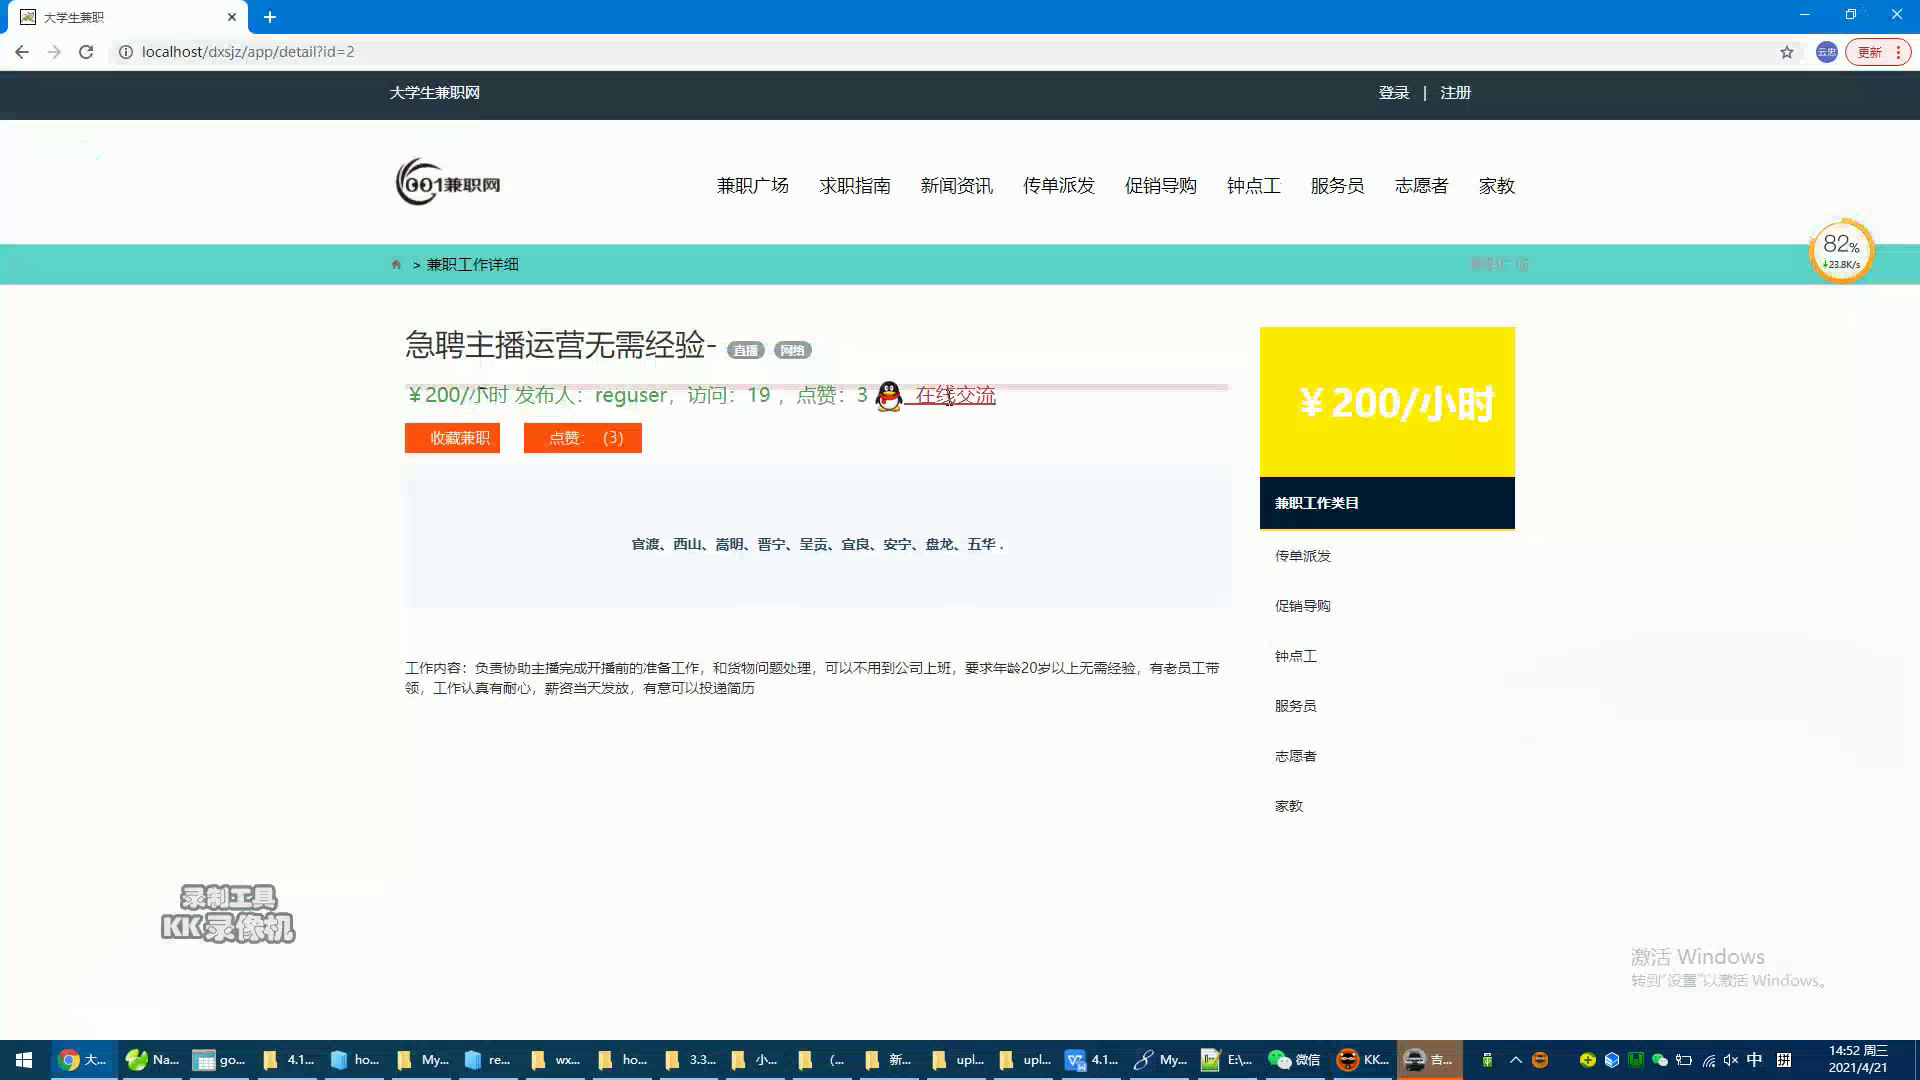 大学生兼职
localhost/dxsjz/app/detail?id=2
云忠
更新
大学生兼职网
登录 | 注册
001兼职网
兼职广场 求职指南 新闻资讯 传单派发 促销导购 钟点工 服务员 志愿者 家教
82%
23.8K/s
> 兼职工作详细
急聘主播运营无需经验- 直播 网络
￥200/小时 发布人：reguser，访问：19 ，点赞：3 在线交流
收藏兼职 点赞： (3)
官渡、西山、嵩明、晋宁、呈贡、宜良、安宁、盘龙、五华 .
工作内容：负责协助主播完成开播前的准备工作，和货物问题处理，可以不用到公司上班，要求年龄20岁以上无需经验，有老员工带
领，工作认真有耐心，薪资当天发放，有意可以投递简历
￥200/小时
兼职工作类目
传单派发
促销导购
钟点工
服务员
志愿者
家教
录制工具
KK录像机
激活 Windows
转到"设置"以激活 Windows。
大... Na... go... 4.1... ho... My... re... wx... ho... 3.3... 小... (... 新... upl... upl... 4.1... My... E:\... 微信 KK... 吉... 中 拼
14:52 周三
2021/4/21